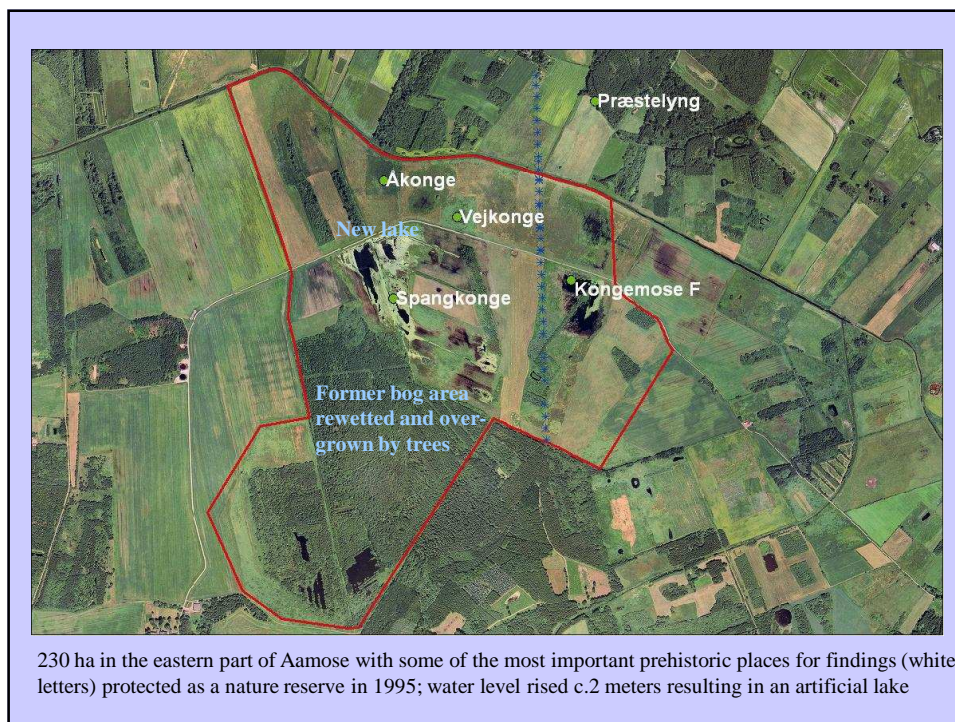 Præstelyng
Åkonge
Vejkonge
New lake
Kongemose F
Spangkonge
Former bog area
rewetted and over-
grown by trees
230 ha in the eastern part of Aamose with some of the most important prehistoric places for findings (white
letters) protected as a nature reserve in 1995; water level rised c.2 meters resulting in an artificial lake